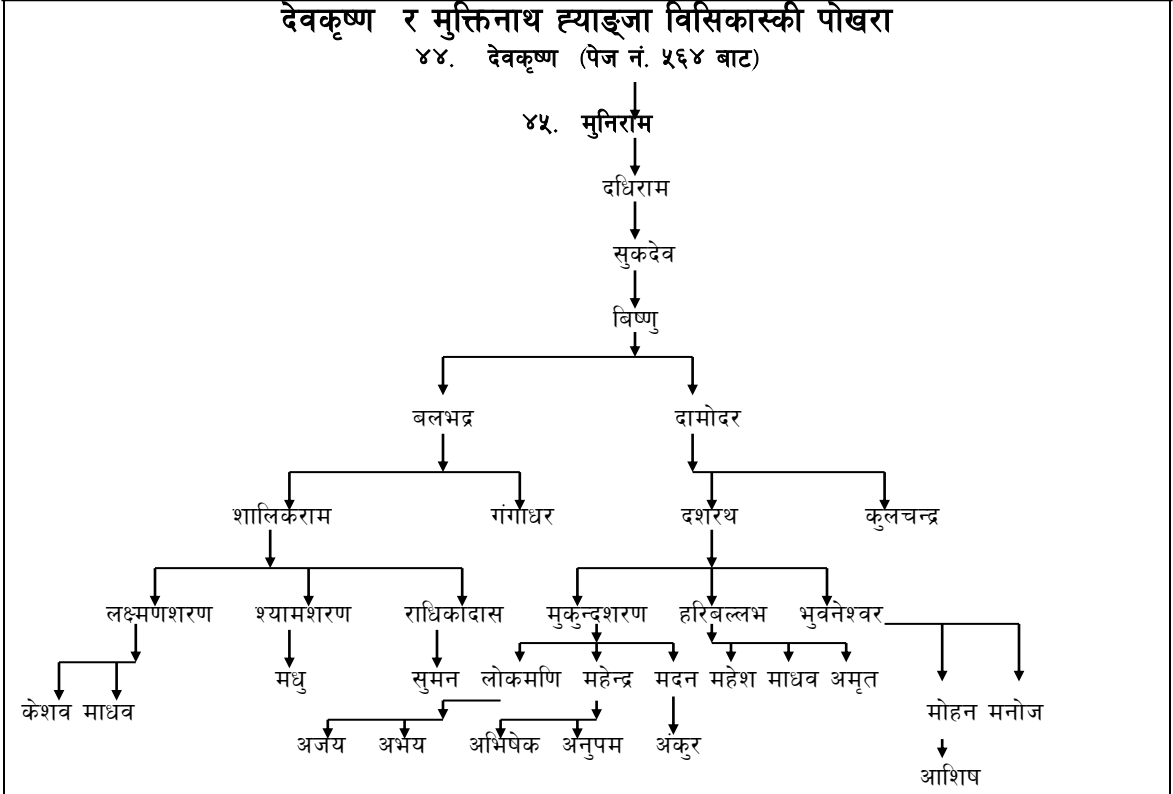 देवकृष्ण र मुक्तिनाथ ह्याङ्जा विसिकास्की पोखरा
४४. देवकृष्ण (पेज नं. ५६४ बाट)
४५. मुनिराम
दधिराम
सुकदेव
बिष्णु
बलभद्र दामोदर
शालिकराम गंगाधर दशरथ कुलचन्द्र
लक्ष्मणशरण श्यामशरण राधिकादास मुकुन्दशरण हरिबल्लभ भुवनेश्वर
मधु सुमन लोकमणि महेन्द्र मदन महेश माधव अमृत
केशव माधव मोहन मनोज
अजय अभय अभिषेक अनुपम अंकुर
आशिष